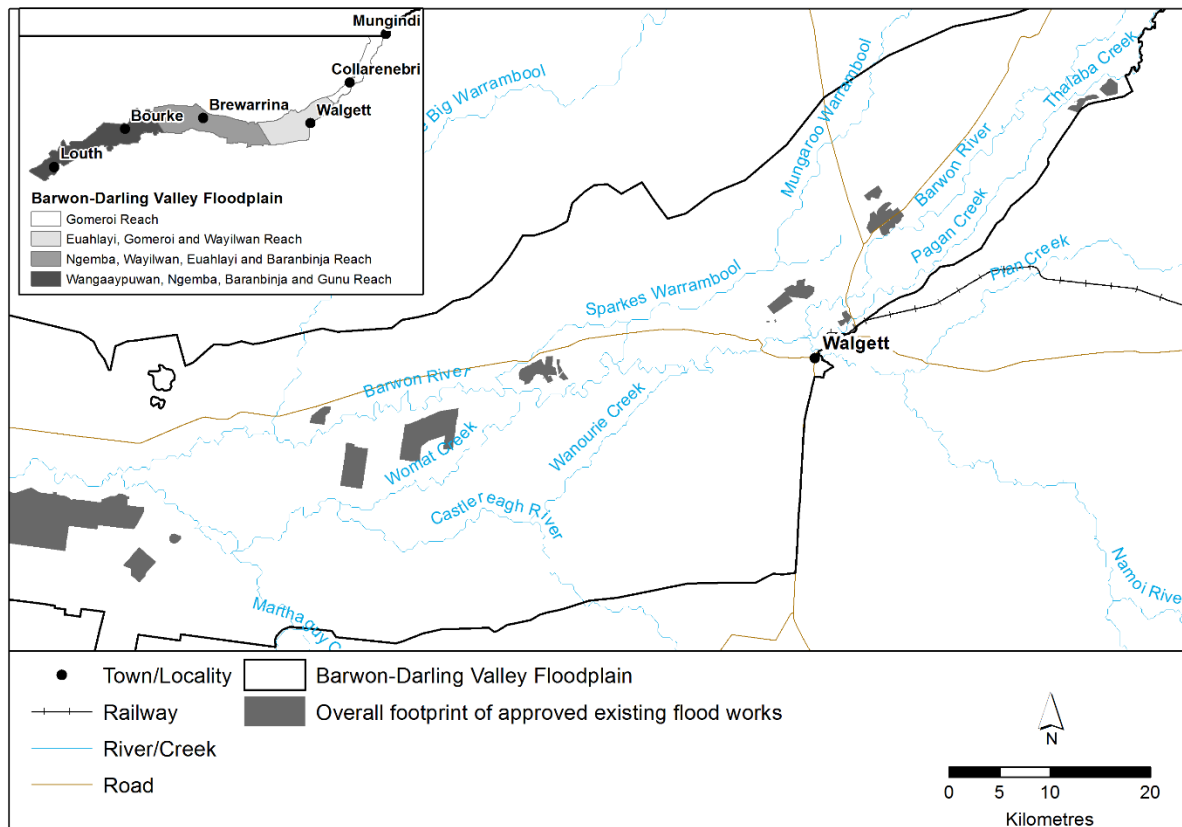 Mungindi
Collarenebri
Brewarrina
Walgett
Bourke
Louth
Barwon-Darling Valley Floodplain
Gomeroi Reach
Euahlayi, Gomeroi and Wayilwan Reach
Ngemba, Wayilwan, Euahlayi and Baranbinja Reach
Wangaaypuwan, Ngemba, Baranbinja and Gunu Reach
Big Warrambool
Mungaroo Warrambool
Thalaba Creek
Barwon River
Pagan Creek
Pian Creek
Sparkes Warrambool
Walgett
Barwon River
Wanourie Creek
Womat Creek
Castlereagh River
Namoi River
Marthaguy C
Town/Locality
Barwon-Darling Valley Floodplain
Railway
Overall footprint of approved existing flood works
River/Creek
Road
N
0 5 10 20
Kilometres